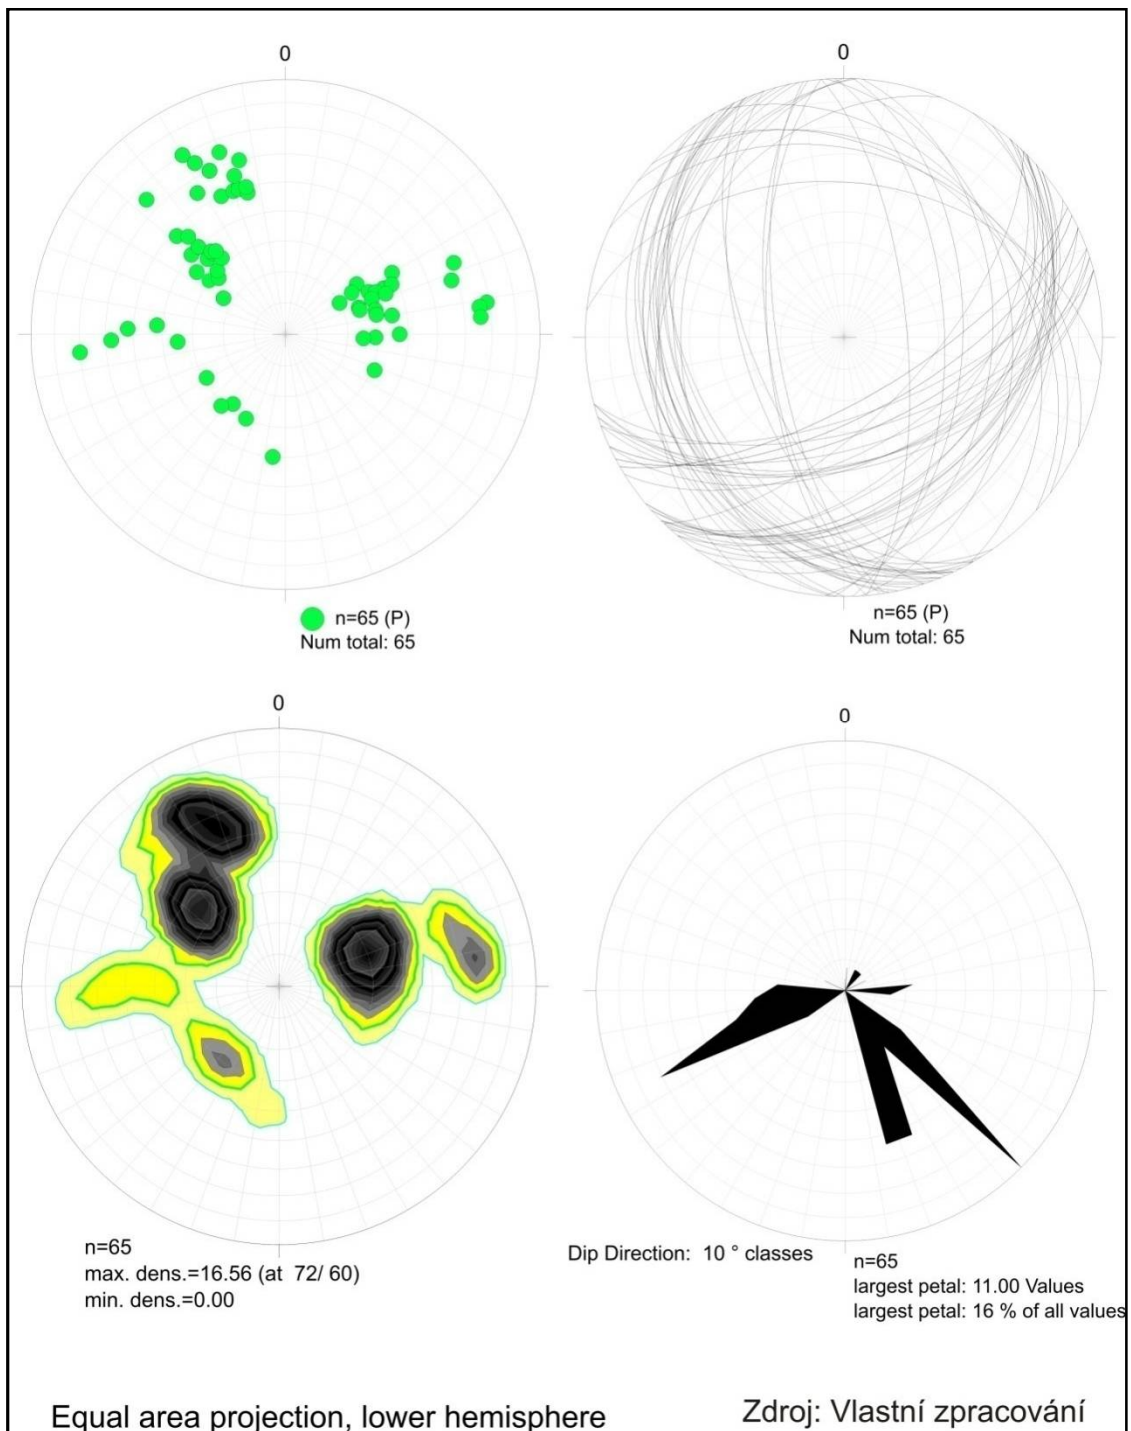 0
0
n=65 (P)
Num total: 65
n=65 (P)
Num total: 65
0
0
n=65
max. dens.=16.56 (at 72/ 60)
min. dens.=0.00
Dip Direction: 10 ° classes
n=65
largest petal: 11.00 Values
largest petal: 16 % of all values
Equal area projection, lower hemisphere
Zdroj: Vlastní zpracování